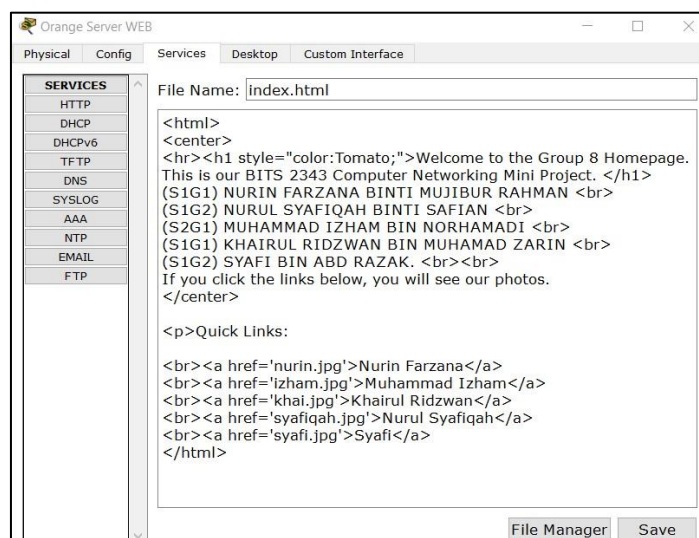 Orange Server WEB
Physical Config Services Desktop Custom Interface
SERVICES
HTTP
DHCP
DHCPv6
TFTP
DNS
SYSLOG
AAA
NTP
EMAIL
FTP
File Name: index.html
<html>
<center>
<hr><h1 style="color:Tomato;">Welcome to the Group 8 Homepage.
This is our BITS 2343 Computer Networking Mini Project. </h1>
(S1G1) NURIN FARZANA BINTI MUJIBUR RAHMAN <br>
(S1G2) NURUL SYAFIQAH BINTI SAFIAN <br>
(S2G1) MUHAMMAD IZHAM BIN NORHAMADI <br>
(S1G1) KHAIRUL RIDZWAN BIN MUHAMAD ZARIN <br>
(S1G2) SYAFI BIN ABD RAZAK. <br><br>
If you click the links below, you will see our photos.
</center>
<p>Quick Links:
<br><a href='nurin.jpg'>Nurin Farzana</a>
<br><a href='izham.jpg'>Muhammad Izham</a>
<br><a href='khai.jpg'>Khairul Ridzwan</a>
<br><a href='syafiqah.jpg'>Nurul Syafiqah</a>
<br><a href='syafi.jpg'>Syafi</a>
</html>
File Manager Save